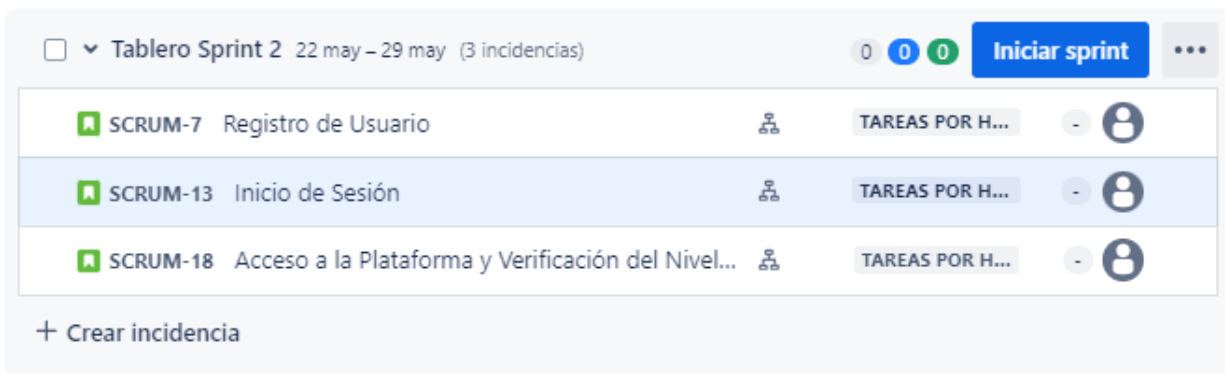 Tablero Sprint 2 22 may – 29 may (3 incidencias) 0 0 0 Iniciar sprint
SCRUM-7 Registro de Usuario TAREAS POR H... -
SCRUM-13 Inicio de Sesión TAREAS POR H... -
SCRUM-18 Acceso a la Plataforma y Verificación del Nivel... TAREAS POR H... -
+ Crear incidencia